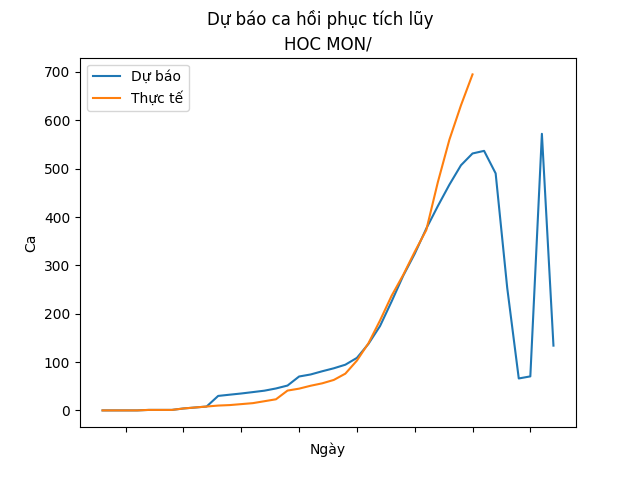 Dự báo ca hồi phục tích lũy
HOC MON/
Dự báo
Thực tế
700
600
500
400
300
200
100
0
Ca
Ngày